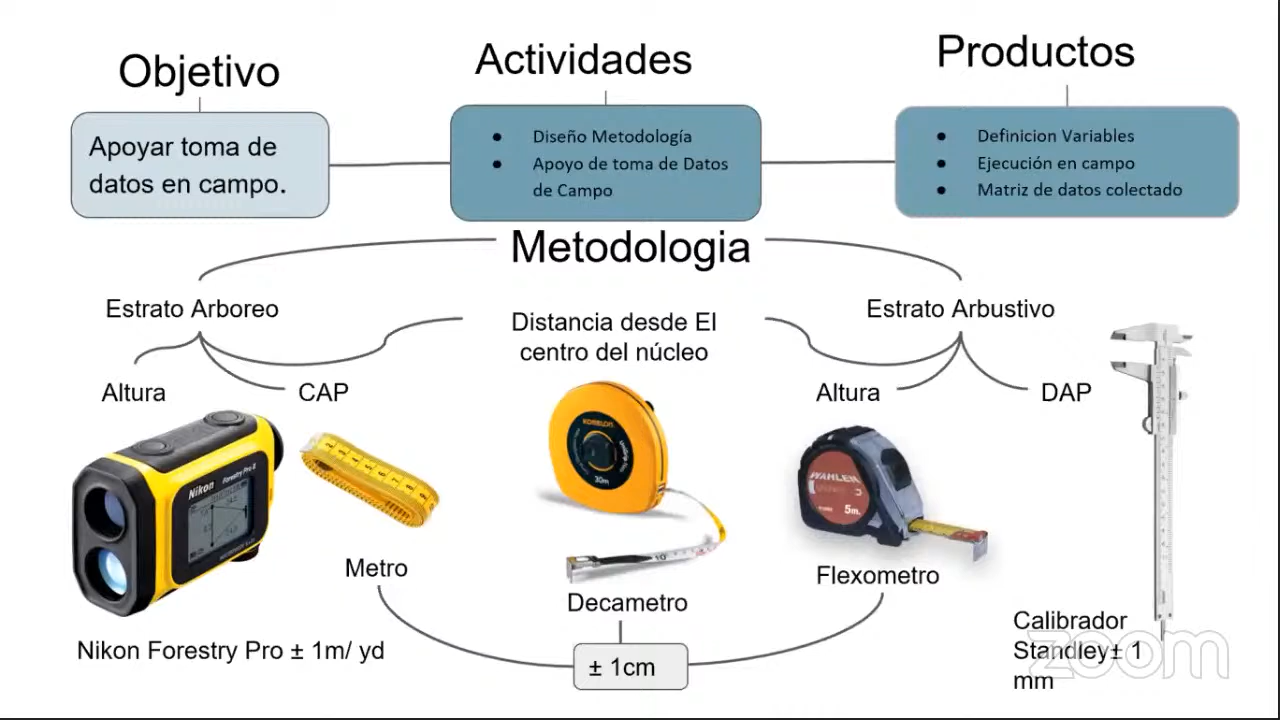 Objetivo
Actividades
Productos
Apoyar toma de
datos en campo.
● Diseño Metodología
● Apoyo de toma de Datos
de Campo
● Definicion Variables
● Ejecución en campo
● Matriz de datos colectado
Metodologia
Estrato Arboreo
Distancia desde El
centro del núcleo
Estrato Arbustivo
Altura
CAP
Altura
DAP
Nikon Forestry Pro II
KOMELON
30m
10
5m.
Metro
Decametro
Flexometro
Nikon Forestry Pro ± 1m/ yd
± 1cm
Calibrador
Standley± 1
mm
zoom